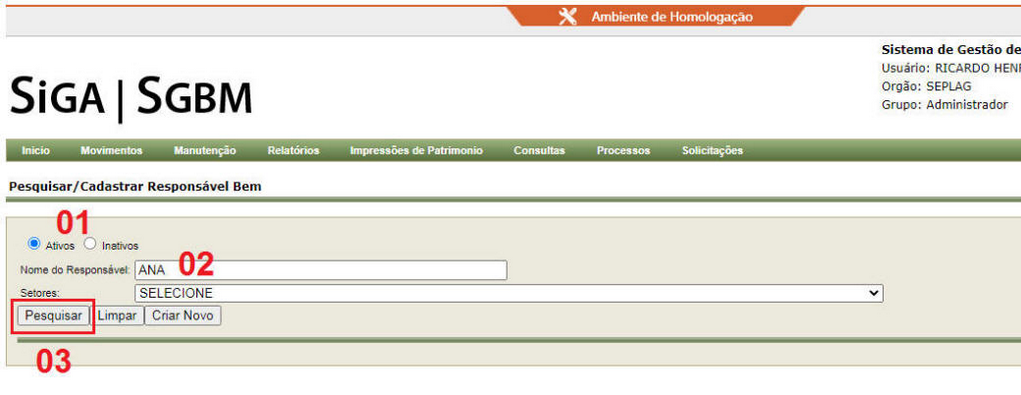 Ambiente de Homologação
Sistema de Gestão de
Usuário: RICARDO HEN
Orgão: SEPLAG
Grupo: Administrador
SiGA | SGBM
Inicio Movimentos Manutenção Relatórios Impressões de Patrimonio Consultas Processos Solicitações
Pesquisar/Cadastrar Responsável Bem
01
Ativos Inativos
Nome do Responsável: ANA 02
Setores: SELECIONE
Pesquisar Limpar Criar Novo
03